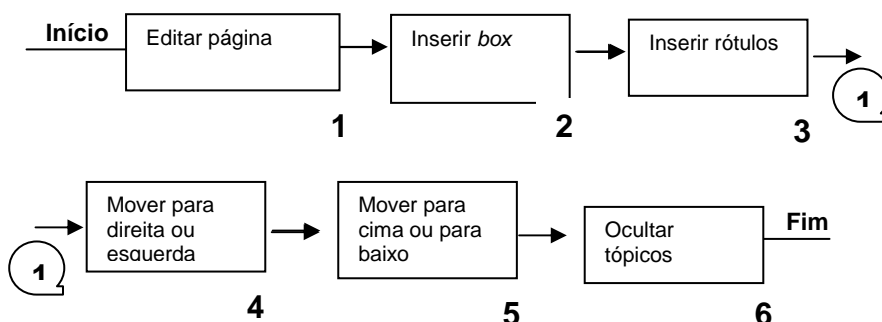 Início
Editar página
1
Inserir box
2
Inserir rótulos
3
1
1
Mover para
direita ou
esquerda
4
Mover para
cima ou para
baixo
5
Ocultar
tópicos
6
Fim